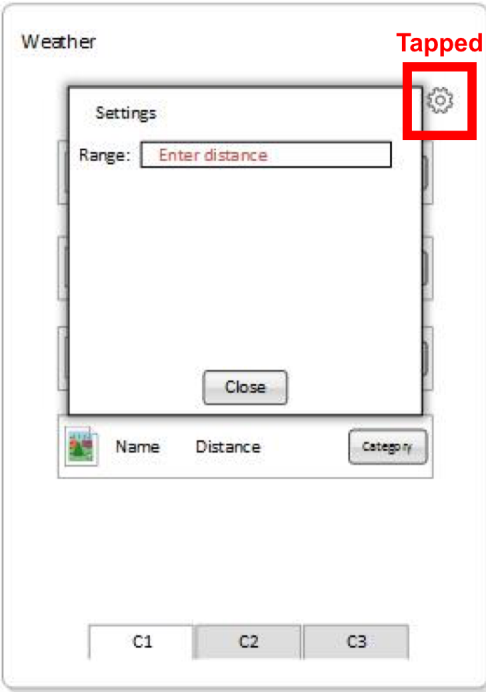 Weather
Tapped
Settings
Range: Enter distance
Close
Name Distance Category
C1 C2 C3